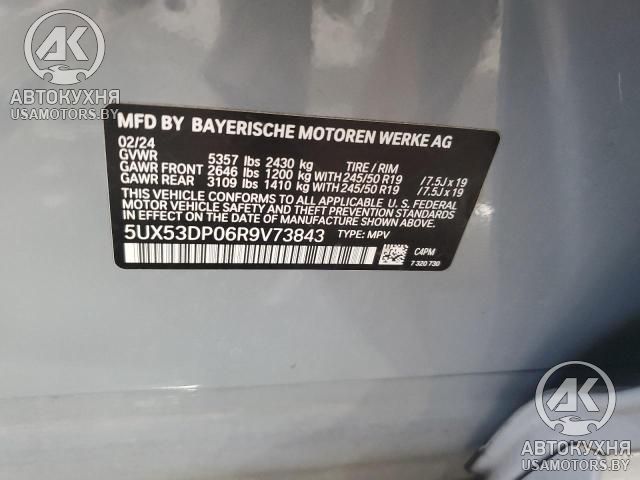 AK
АВТОКУХНЯ
USAMOTORS.BY
MFD BY BAYERISCHE MOTOREN WERKE AG
02/24
GVWR 5357 lbs 2430 kg TIRE / RIM
GAWR FRONT 2646 lbs 1200 kg WITH 245/50 R19 /7.5J x 19
GAWR REAR 3109 lbs 1410 kg WITH 245/50 R19 /7.5J x 19
THIS VEHICLE CONFORMS TO ALL APPLICABLE U. S. FEDERAL
MOTOR VEHICLE SAFETY, BUMPER, AND THEFT PREVENTION
STANDARDS IN EFFECT ON THE DATE OF MANUFACTURE SHOWN ABOVE.
5UX53DP06R9V73843 TYPE: MPV
C4PM
7 320 730
AK
АВТОКУХНЯ
USAMOTORS.BY